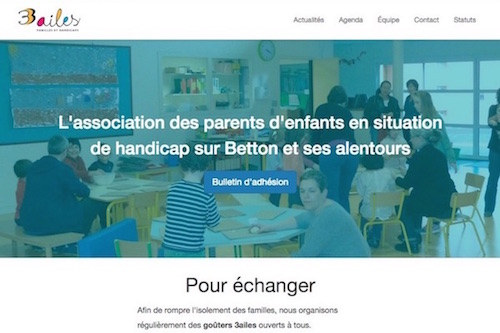 3ailes
FAMILLES ET HANDICAPS
Actualités Agenda Équipe Contact Statuts
L'association des parents d'enfants en situation
de handicap sur Betton et ses alentours
Bulletin d'adhésion
Pour échanger
Afin de rompre l'isolement des familles, nous organisons
régulièrement des goûters 3ailes ouverts à tous.